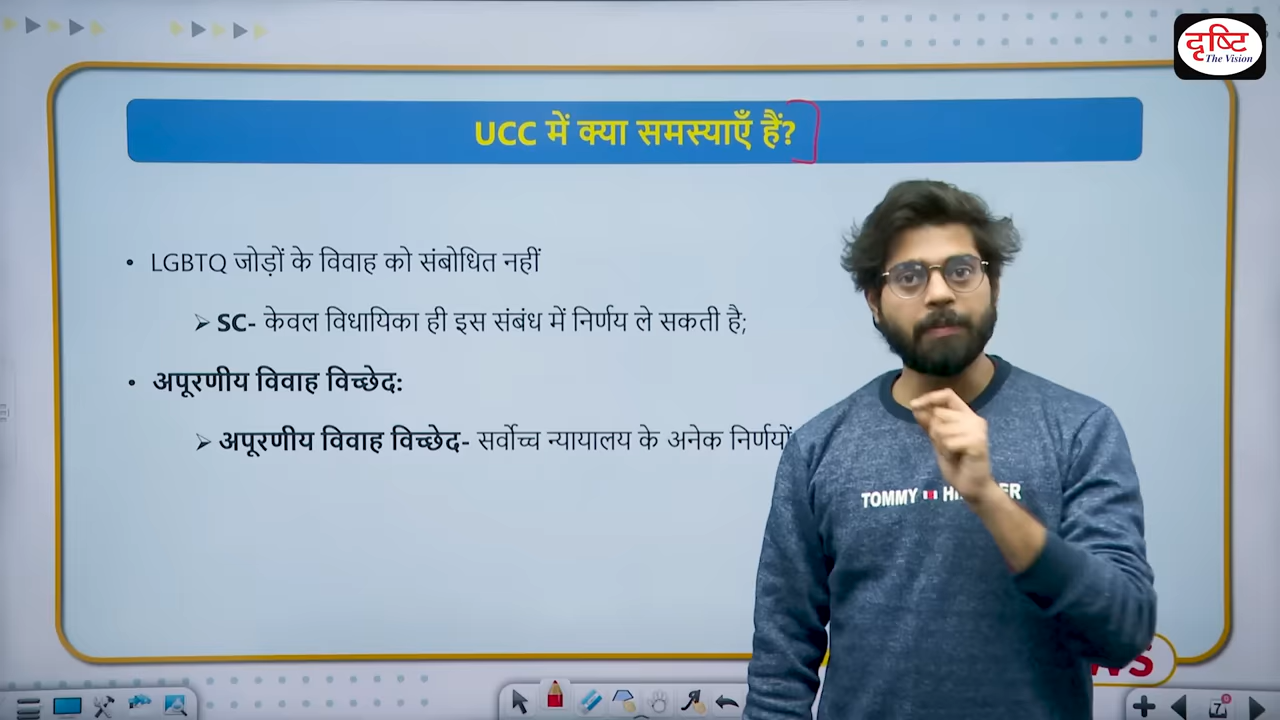 दृष्टि
The Vision
UCC में क्या समस्याएँ हैं?
• LGBTQ जोड़ों के विवाह को संबोधित नहीं
➢ SC- केवल विधायिका ही इस संबंध में निर्णय ले सकती है;
• अपूरणीय विवाह विच्छेद:
➢ अपूरणीय विवाह विच्छेद- सर्वोच्च न्यायालय के अनेक निर्णयों
TOMMY